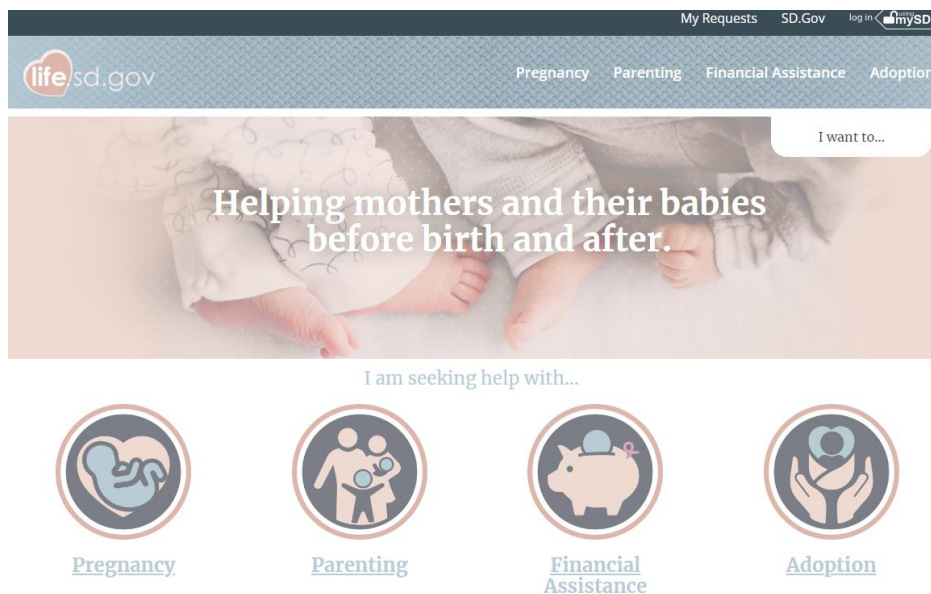 My Requests SD.Gov log in using mySD
life.sd.gov
Pregnancy Parenting Financial Assistance Adoption
I want to...
Helping mothers and their babies
before birth and after.
I am seeking help with...
Pregnancy Parenting Financial Adoption
Assistance